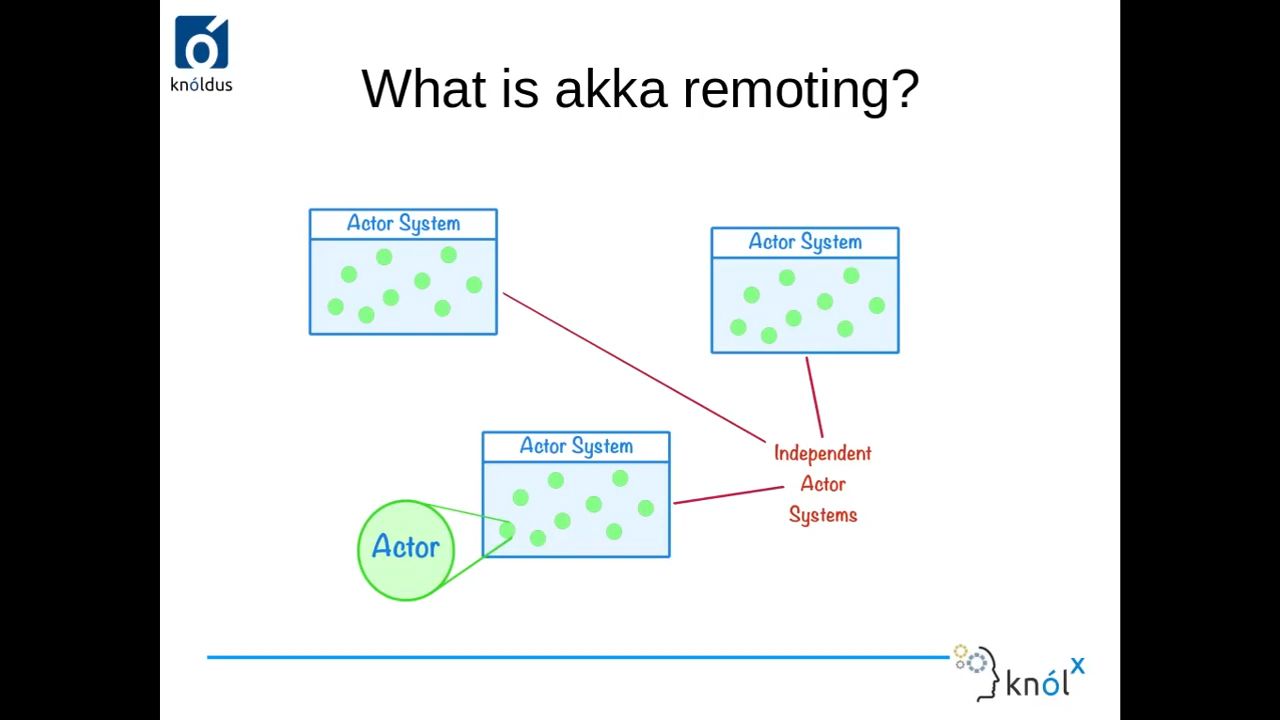 knóldus
What is akka remoting?
Actor System
Actor System
Actor System
Independent
Actor
Systems
Actor
knól x